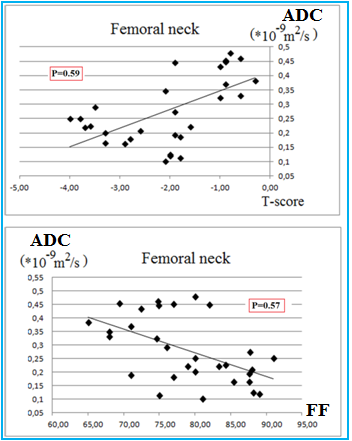 Femoral neck
ADC
(*10^-9 m²/s)
0,5
P=0.59
0,45
0,4
0,35
0,3
0,25
0,2
0,15
0,1
0,05
-5,00 -4,00 -3,00 -2,00 -1,00 0,00
T-score
ADC
(*10^-9 m²/s)
Femoral neck
0,55
0,5
P=0.57
0,45
0,4
0,35
0,3
0,25
0,2
0,15
0,1
0,05
60,00 65,00 70,00 75,00 80,00 85,00 90,00 95,00
FF